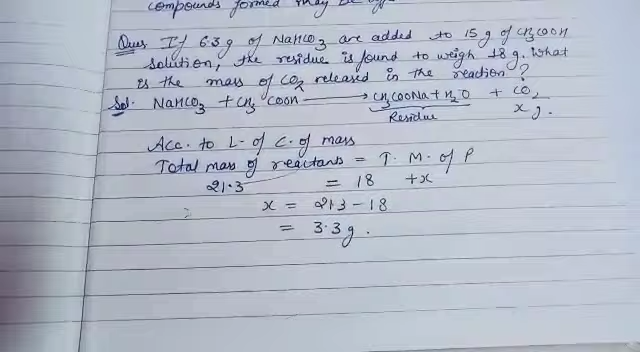 compounds formed may be
Ques If 6.3 g of NaHCO3 are added to 15 g of CH3COOH
solution, the residue is found to weigh 18 g. What
is the mass of CO2 released in the reaction?
Sol. NaHCO3 + CH3 COOH → CH3COONa + H2O + CO2
Residue x g.
Acc. to L. of C. of mass
Total mass of reactans = T. M. of P
21.3 = 18 + x
∴ x = 21.3 - 18
= 3.3 g.